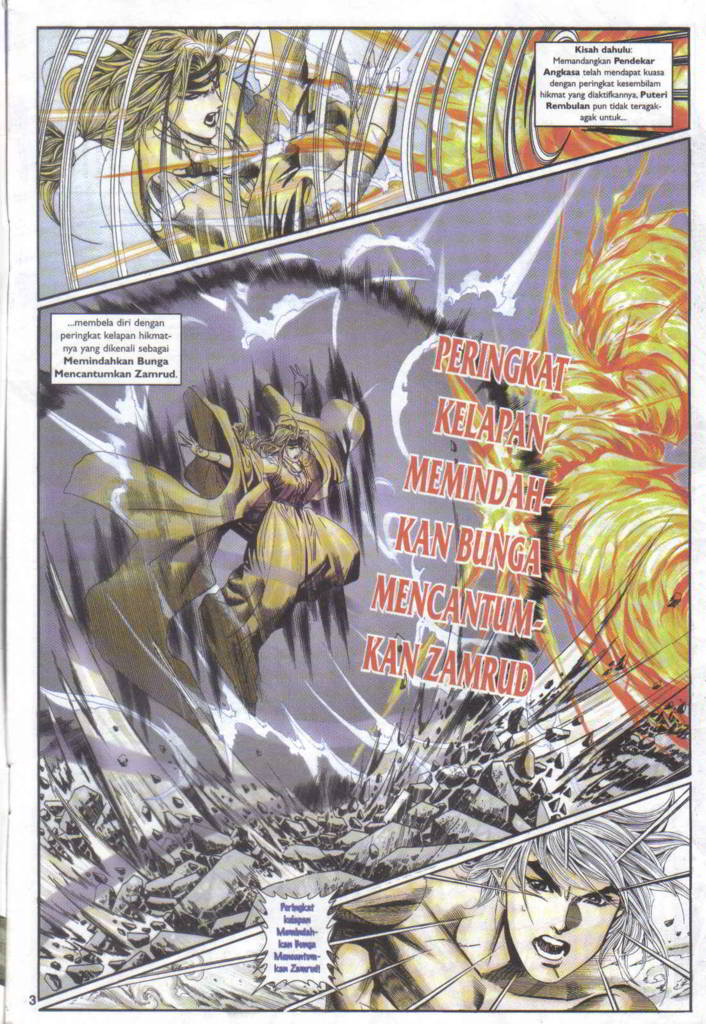 Kisah dahulu:
Memandangkan Pendekar
Angkasa telah mendapat kuasa
dengan peringkat kesembilan
hikmat yang diaktifkannya, Puteri
Rembulan pun tidak teragak-
agak untuk...
...membela diri dengan
peringkat kelapan hikmat-
nya yang dikenali sebagai
Memindahkan Bunga
Mencantumkan Zamrud.
PERINGKAT
KELAPAN
MEMINDAH-
KAN BUNGA
MENCANTUM-
KAN ZAMRUD
Peringkat
kelapan
Memindah-
kan Bunga
Mencantum-
kan Zamrud!
3